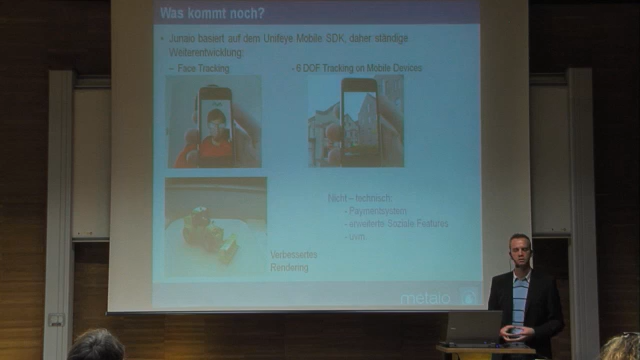 Was kommt noch?
• Junaio basiert auf dem Unifeye Mobile SDK, daher ständige
Weiterentwicklung:
– Face Tracking
- 6 DOF Tracking on Mobile Devices
Nicht – technisch:
- Paymentsystem
- erweiterte Soziale Features
- uvm.
Verbessertes
Rendering
metaio